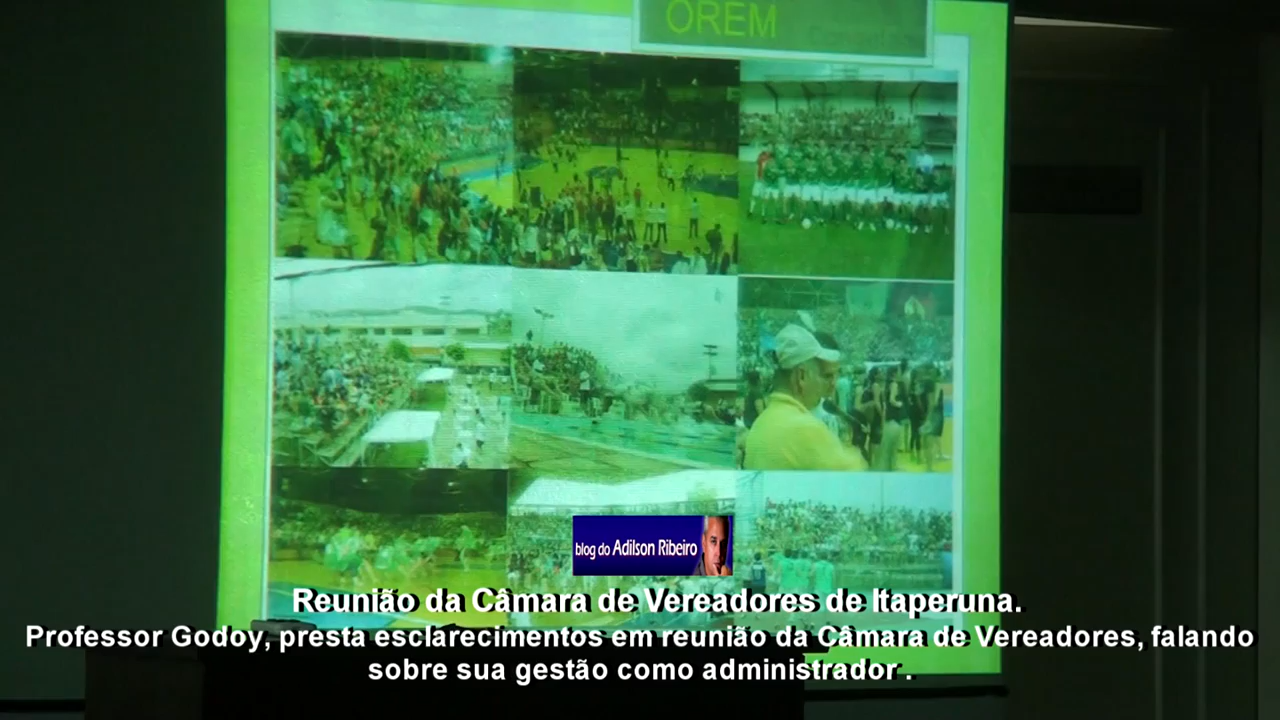 OREM
blog do Adilson Ribeiro
Reunião da Câmara de Vereadores de Itaperuna.
Professor Godoy, presta esclarecimentos em reunião da Câmara de Vereadores, falando
sobre sua gestão como administrador .